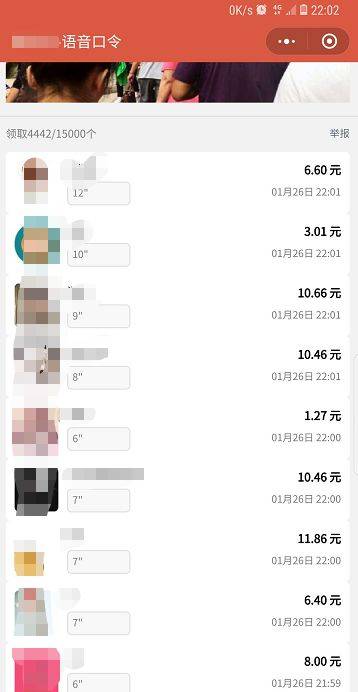 0K/s 4G 22:02
语音口令
领取4442/15000个 举报
6.60 元
12" 01月26日 22:01
3.01 元
10" 01月26日 22:01
10.66 元
9" 01月26日 22:01
10.46 元
8" 01月26日 22:01
1.27 元
6" 01月26日 22:00
10.46 元
7" 01月26日 22:00
11.86 元
7" 01月26日 22:00
6.40 元
7" 01月26日 22:00
8.00 元
6" 01月26日 21:59